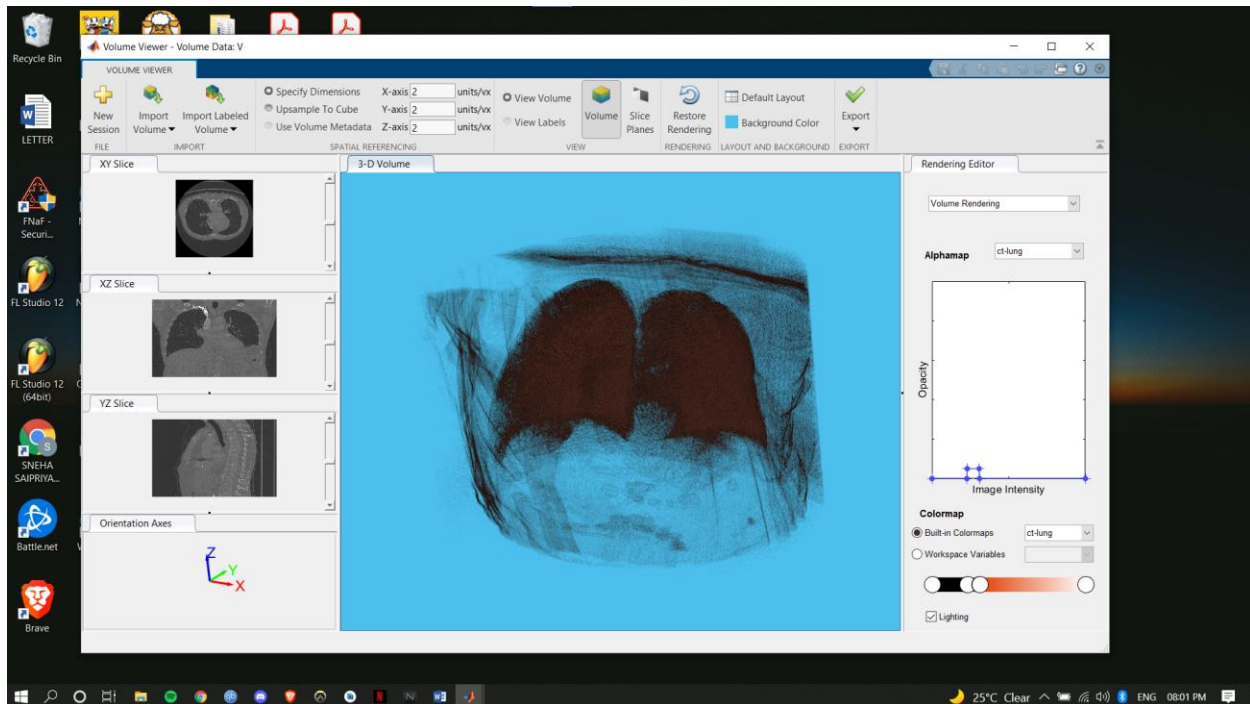 Recycle Bin
LETTER
FNaF -
Securi...
FL Studio 12
FL Studio 12
(64bit)
SNEHA
SAIPRIYA...
Battle.net
Brave
Volume Viewer - Volume Data: V
VOLUME VIEWER
New
Session
Import
Volume
Import Labeled
Volume
Specify Dimensions
Upsample To Cube
Use Volume Metadata
X-axis 2 units/vx
Y-axis 2 units/vx
Z-axis 2 units/vx
View Volume
View Labels
Volume
Slice
Planes
Restore
Rendering
Default Layout
Background Color
Export
FILE
IMPORT
SPATIAL REFERENCING
VIEW
RENDERING
LAYOUT AND BACKGROUND
EXPORT
XY Slice
XZ Slice
YZ Slice
Orientation Axes
Z
Y
X
3-D Volume
Rendering Editor
Volume Rendering
Alphamap ct-lung
Opacity
Image Intensity
Colormap
Built-in Colormaps ct-lung
Workspace Variables
Lighting
25°C Clear ENG 08:01 PM